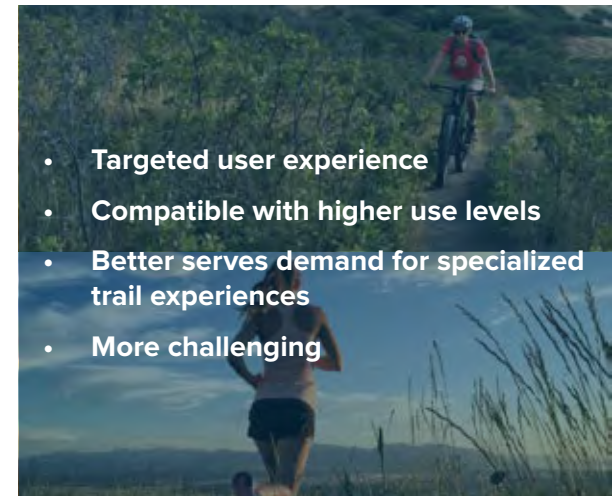 • Targeted user experience
• Compatible with higher use levels
• Better serves demand for specialized
trail experiences
• More challenging